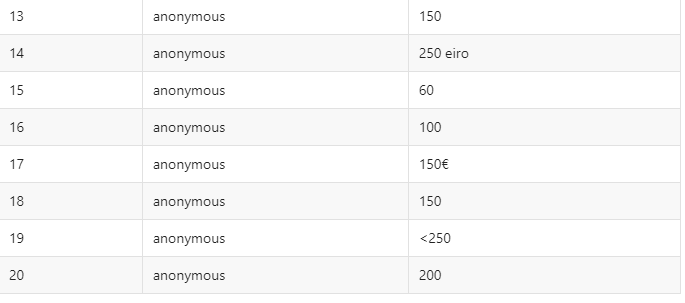 13 anonymous 150
14 anonymous 250 eiro
15 anonymous 60
16 anonymous 100
17 anonymous 150€
18 anonymous 150
19 anonymous <250
20 anonymous 200